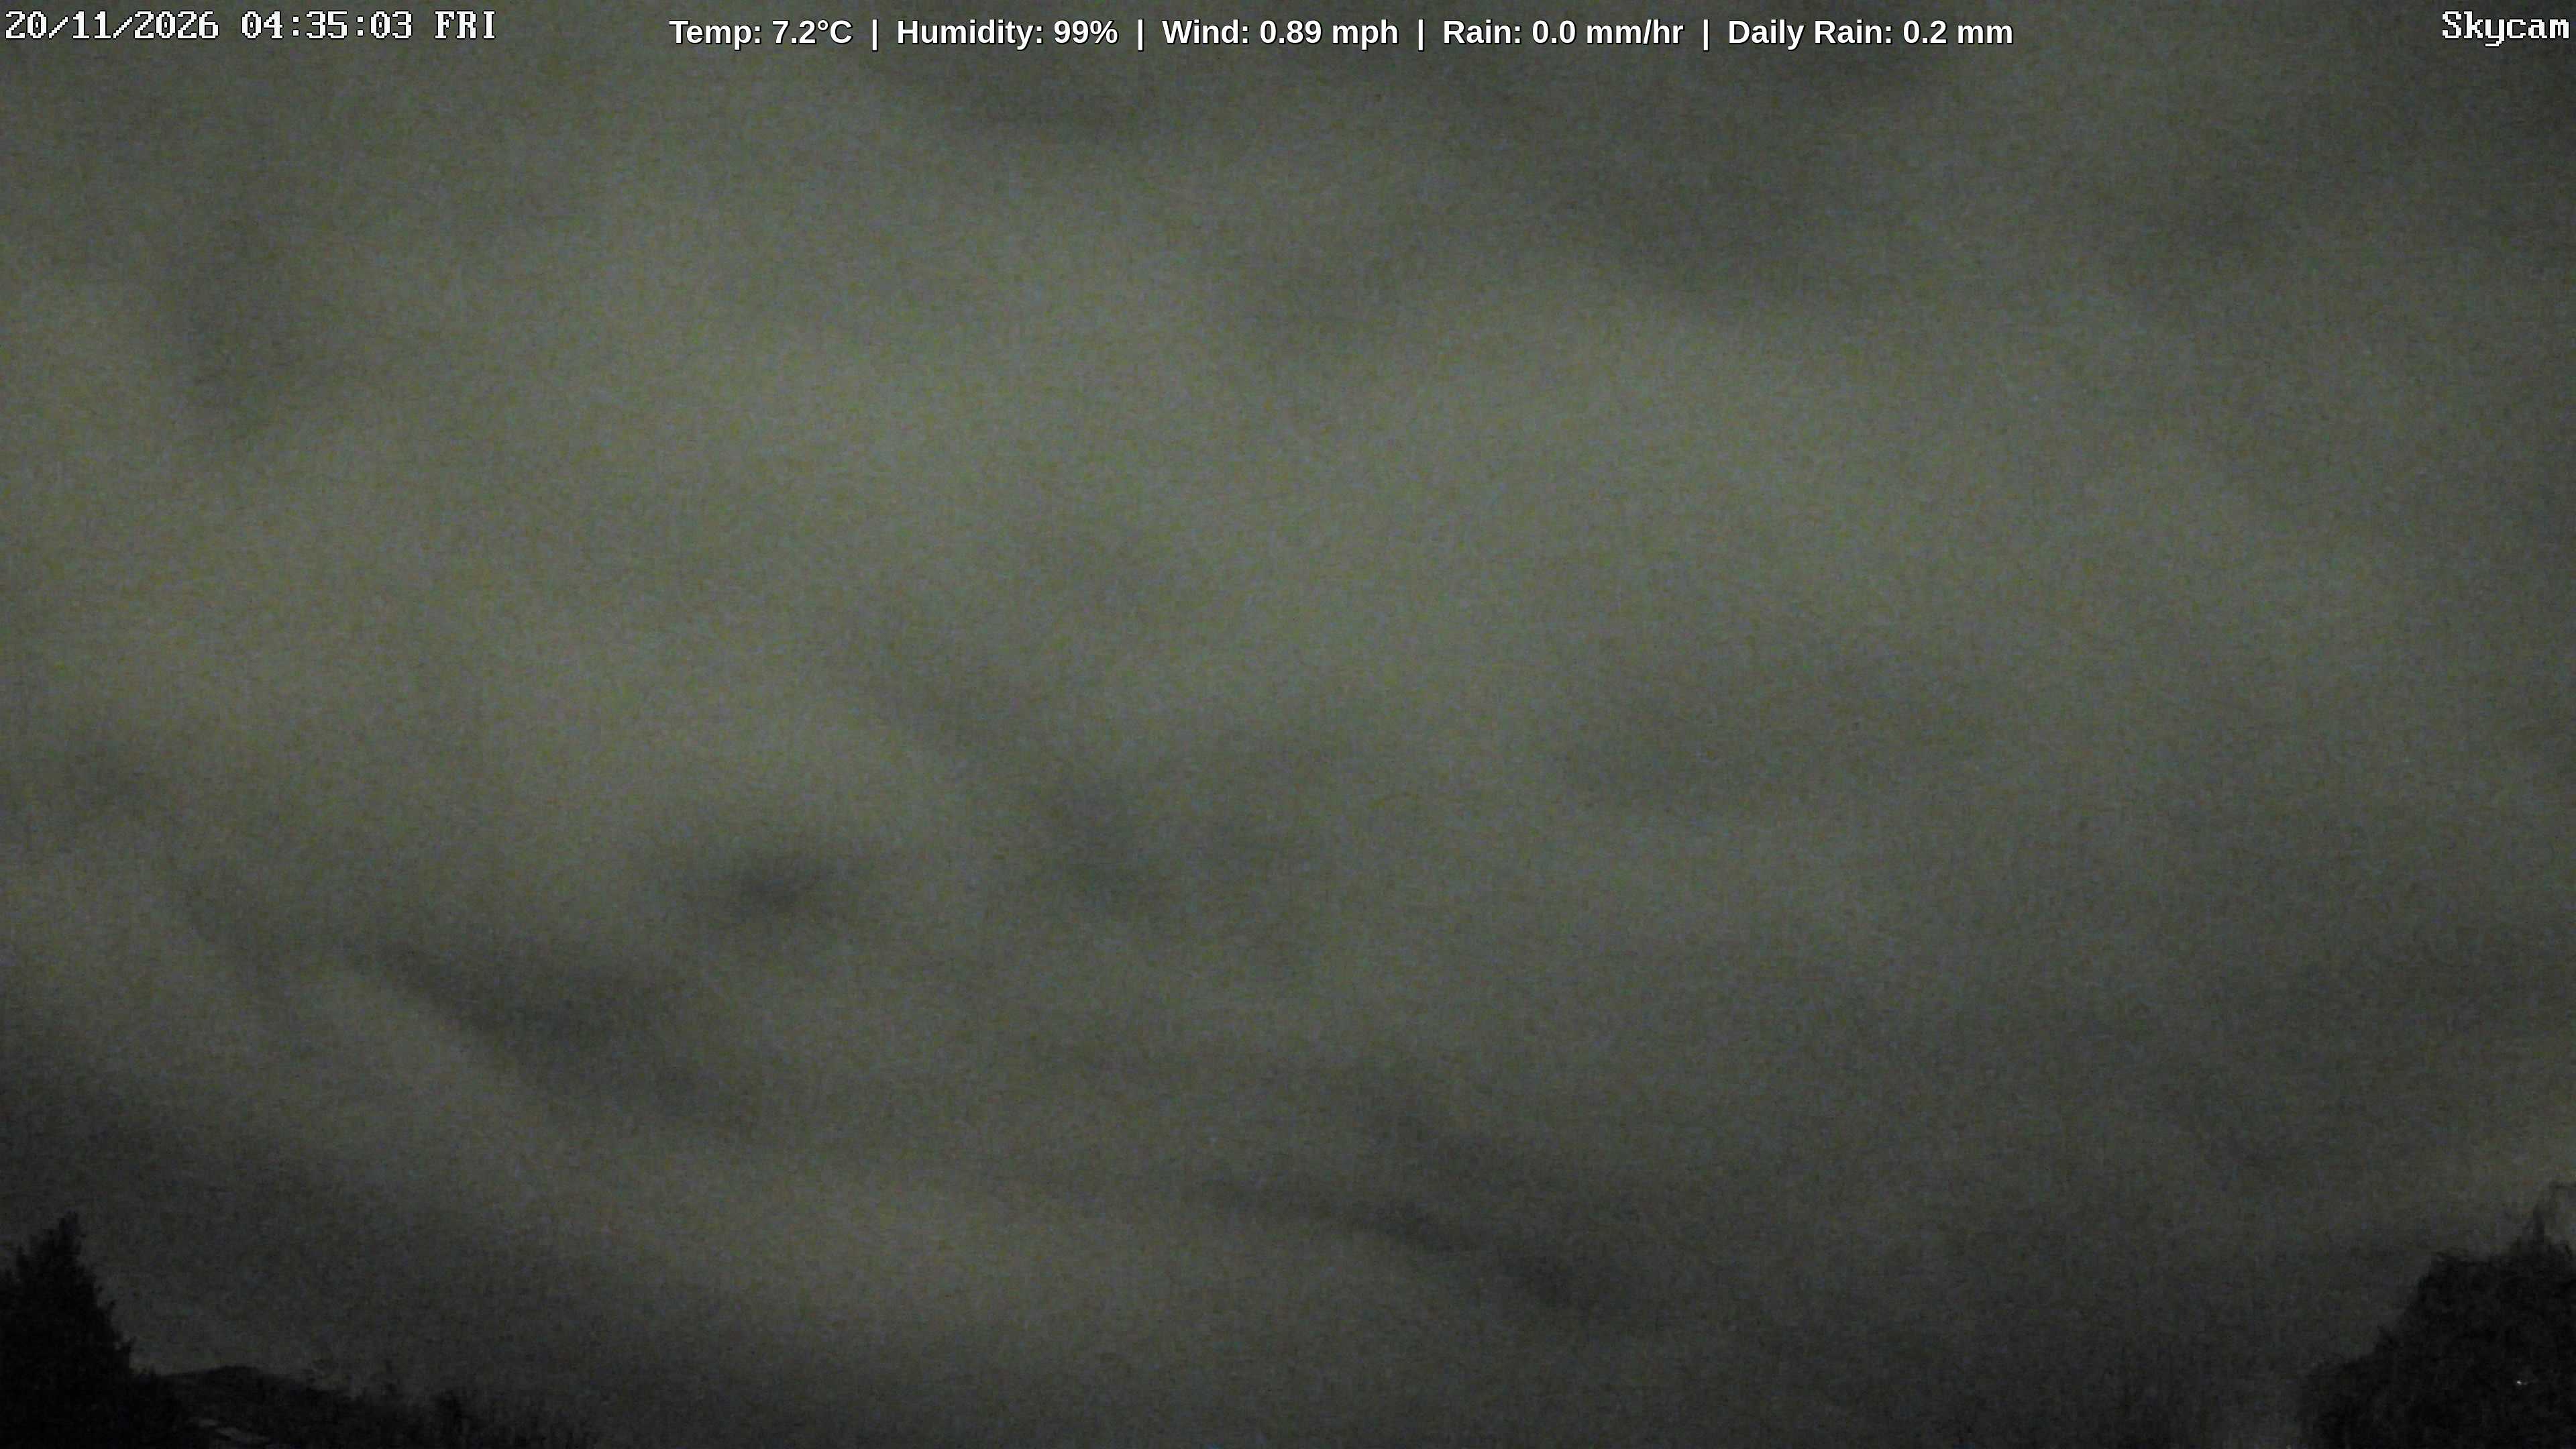 20/11/2026 04:35:03 FRI
Temp: 7.2°C | Humidity: 99% | Wind: 0.89 mph | Rain: 0.0 mm/hr | Daily Rain: 0.2 mm
Skycam